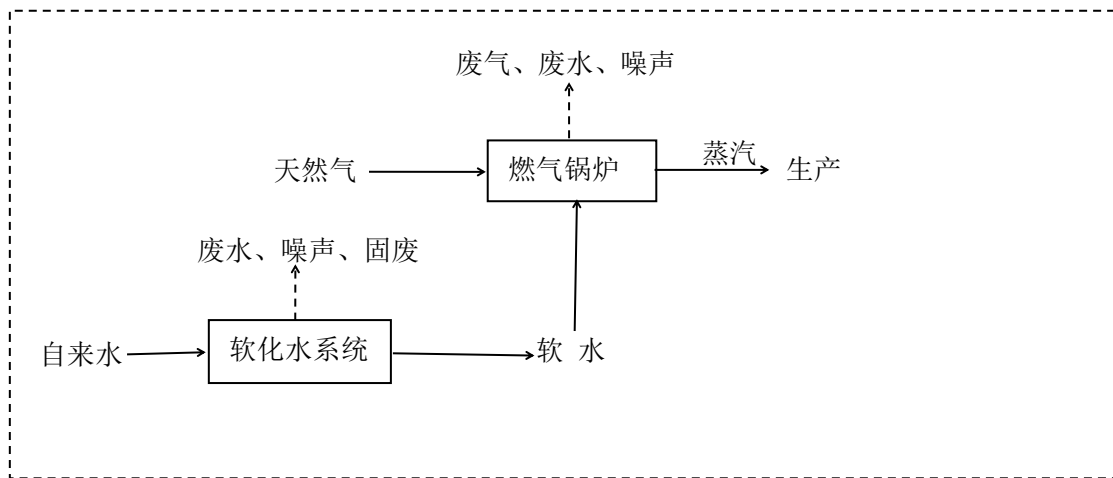 废气、废水、噪声
蒸汽
天然气
燃气锅炉
生产
废水、噪声、固废
自来水
软化水系统
软 水